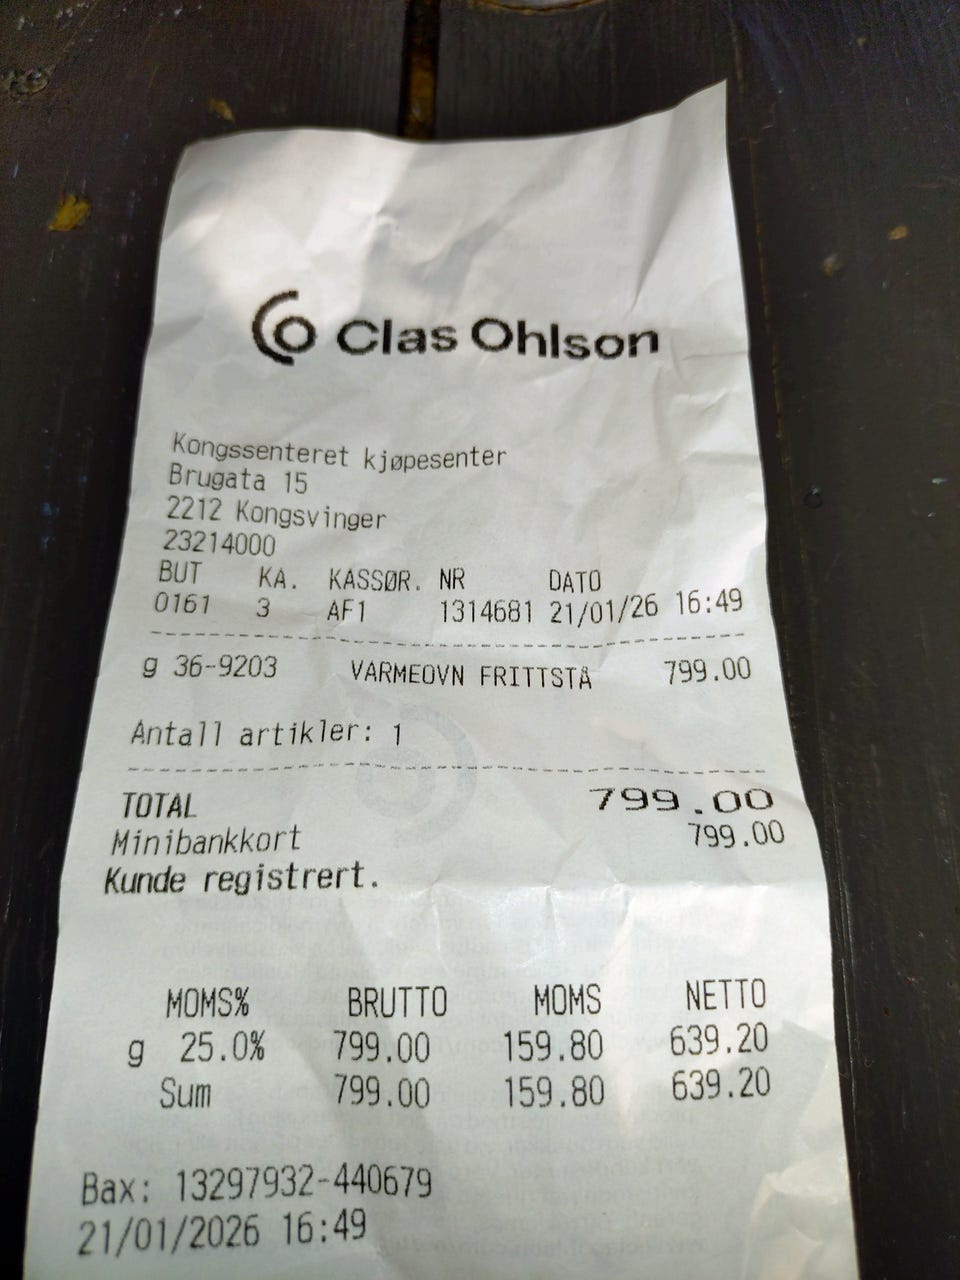 Clas Ohlson
Kongssenteret kjøpesenter
Brugata 15
2212 Kongsvinger
23214000
BUT KA. KASSØR. NR DATO
0161 3 AF1 1314681 21/01/26 16:49
g 36-9203 VARMEOVN FRITTSTÅ 799.00
Antall artikler: 1
TOTAL 799.00
Minibankkort 799.00
Kunde registrert.
MOMS% BRUTTO MOMS NETTO
g 25.0% 799.00 159.80 639.20
Sum 799.00 159.80 639.20
Bax: 13297932-440679
21/01/2026 16:49